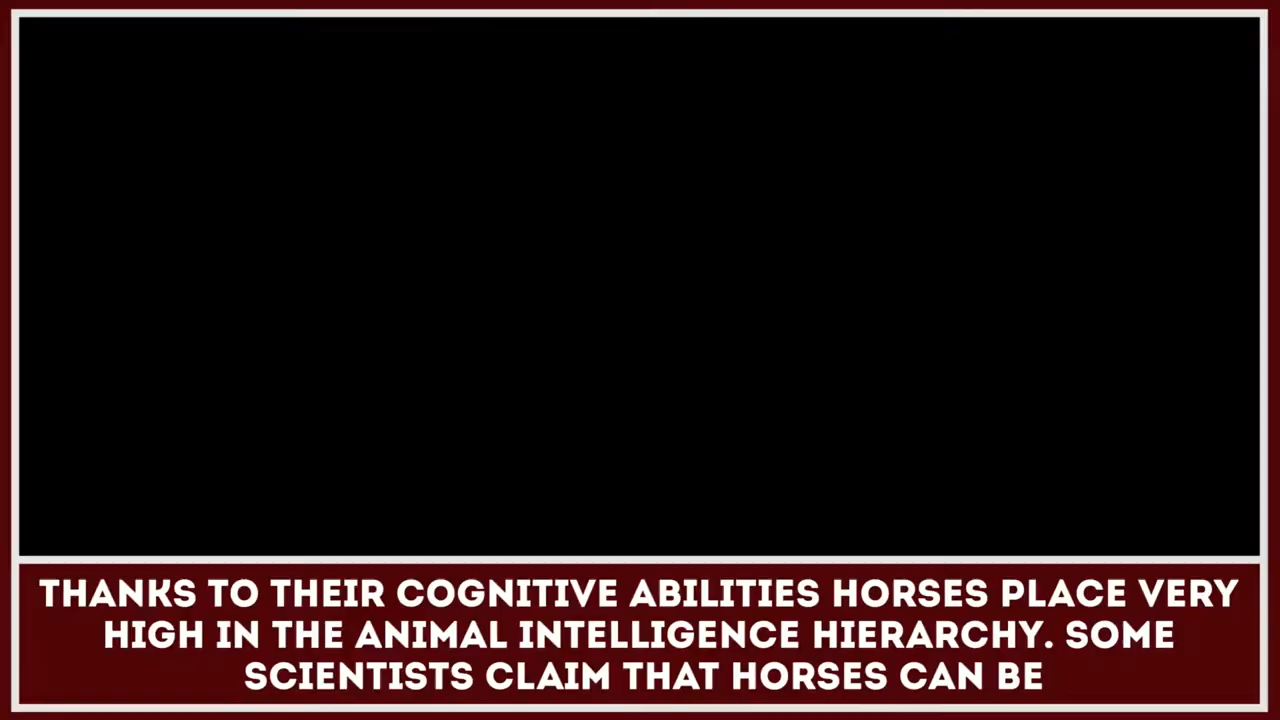 THANKS TO THEIR COGNITIVE ABILITIES HORSES PLACE VERY
HIGH IN THE ANIMAL INTELLIGENCE HIERARCHY. SOME
SCIENTISTS CLAIM THAT HORSES CAN BE